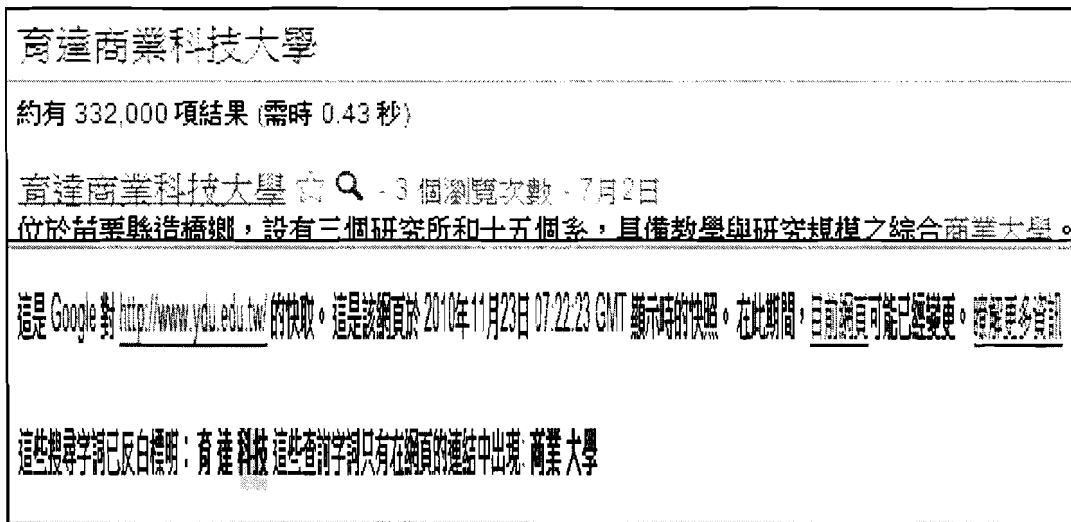 育達商業科技大學
約有 332,000 項結果 (需時 0.43 秒)
育達商業科技大學 ☆ - 3 個瀏覽次數 - 7月2日
位於苗栗縣造橋鄉，設有三個研究所和十五個系，具備教學與研究規模之綜合商業大學。
這是 Google 對 http://www.ydu.edu.tw/ 的快取。這是該網頁於 2010年11月23日 07:22:23 GMT 顯示時的快照。在此期間，目前網頁可能已經變更。瞭解更多資訊
這些搜尋字詞已反白標明：育 達 科技 這些查詢字詞只有在網頁的連結中出現: 商業 大學